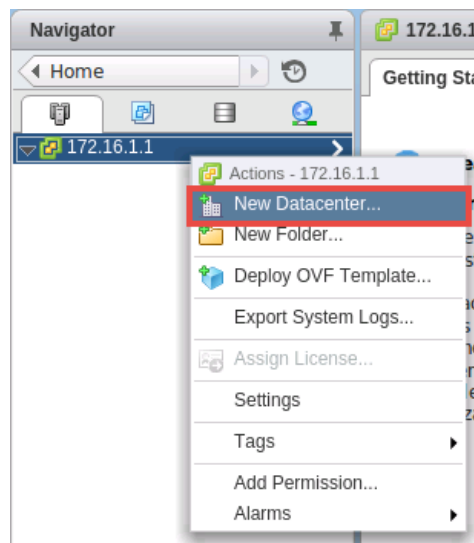 Navigator
172.16.1
Home
Getting Sta
172.16.1.1
Actions - 172.16.1.1
New Datacenter...
New Folder...
Deploy OVF Template...
Export System Logs...
Assign License...
Settings
Tags
Add Permission...
Alarms